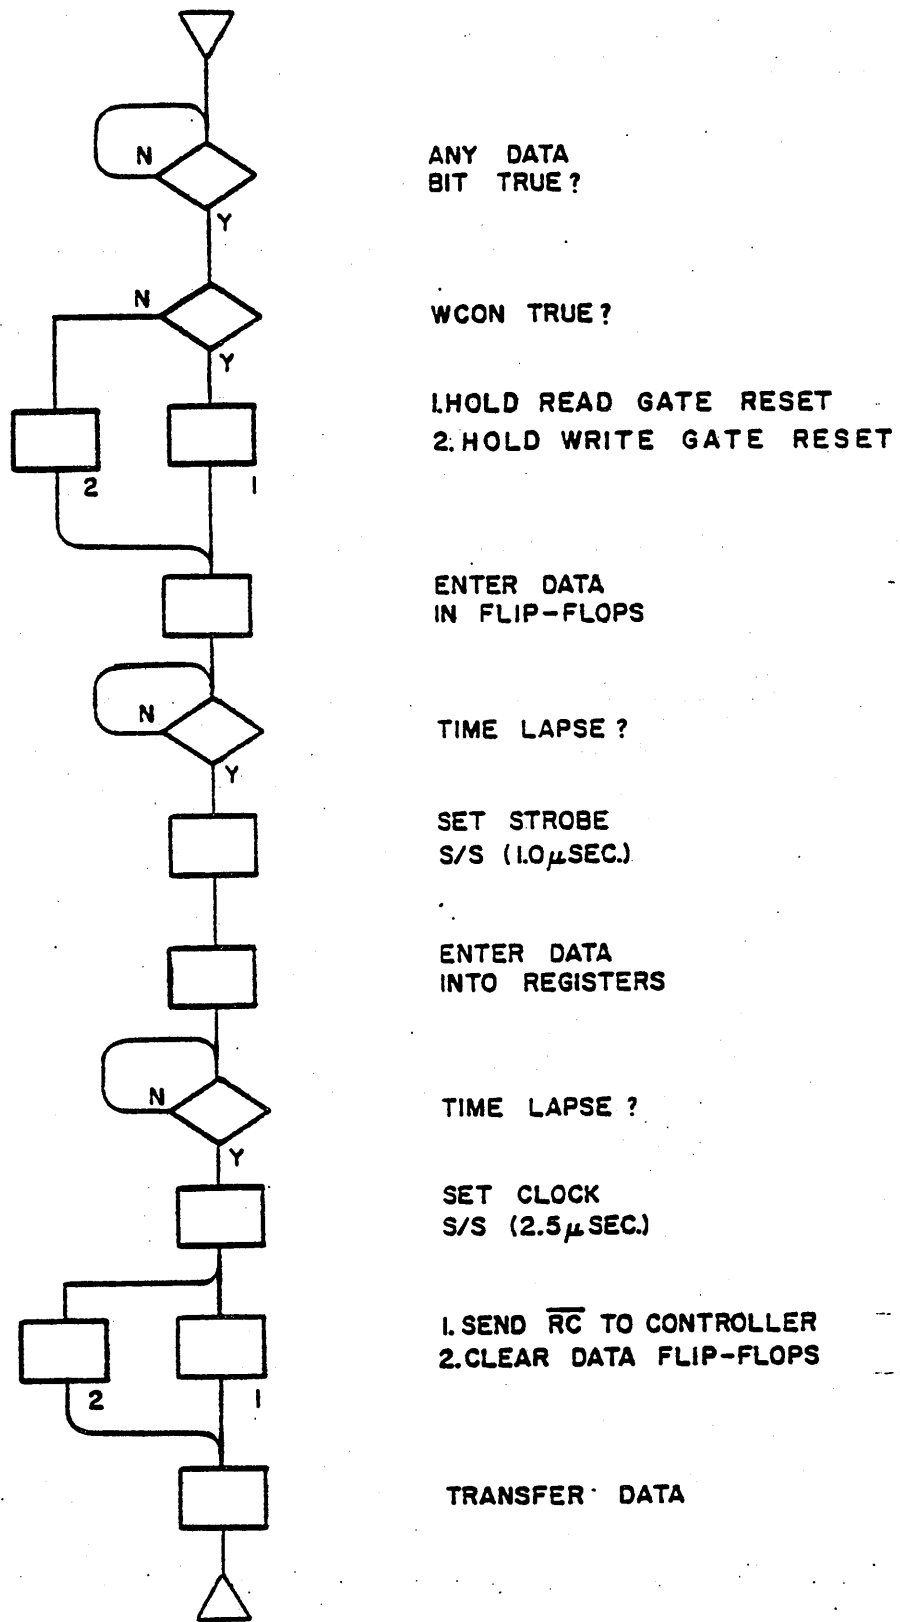 N
ANY DATA
BIT TRUE?
Y
N
WCON TRUE?
Y
1.HOLD READ GATE RESET
2.HOLD WRITE GATE RESET
2
1
ENTER DATA
IN FLIP-FLOPS
N
TIME LAPSE?
Y
SET STROBE
S/S (1.0μSEC.)
ENTER DATA
INTO REGISTERS
N
TIME LAPSE?
Y
SET CLOCK
S/S (2.5μSEC.)
1.SEND R̅C̅ TO CONTROLLER
2.CLEAR DATA FLIP-FLOPS
2
1
TRANSFER DATA